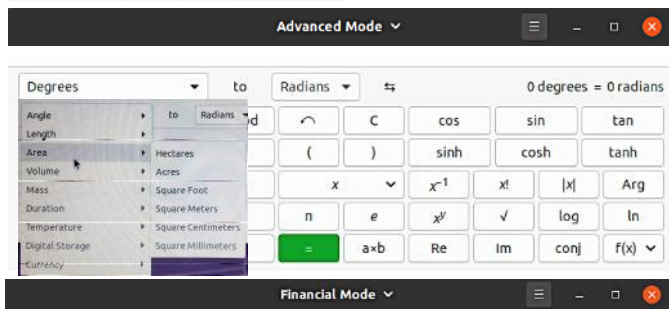 Advanced Mode
Degrees to Radians ⇆ 0 degrees = 0 radians
Angle to Radians C cos sin tan
Length
Area Hectares ( ) sinh cosh tanh
Volume Acres
Mass Square Foot x x⁻¹ x! |x| Arg
Duration Square Meters π e xʸ √ log ln
Temperature Square Centimeters
Digital Storage Square Millimeters = a×b Re Im conj f(x)
Currency
Financial Mode